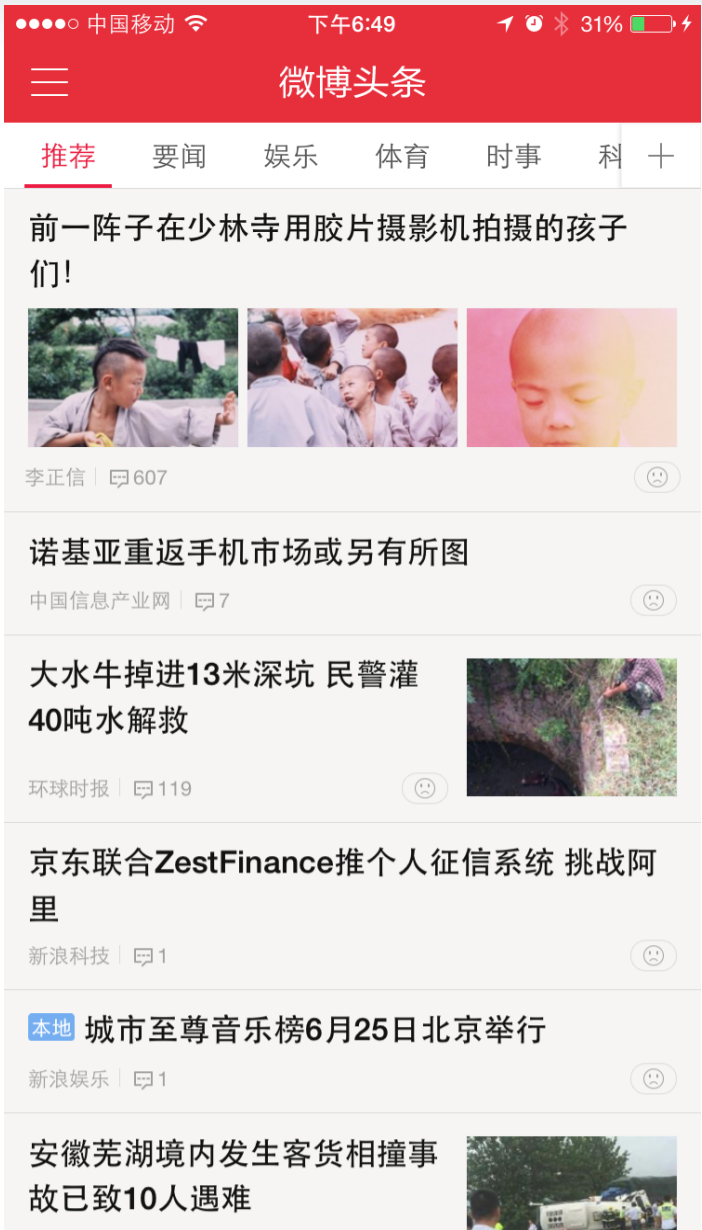 中国移动 下午6:49 31%
微博头条
推荐 要闻 娱乐 体育 时事 科
前一阵子在少林寺用胶片摄影机拍摄的孩子
们!
李正信 607
诺基亚重返手机市场或另有所图
中国信息产业网 7
大水牛掉进13米深坑 民警灌
40吨水解救
环球时报 119
京东联合ZestFinance推个人征信系统 挑战阿
里
新浪科技 1
本地 城市至尊音乐榜6月25日北京举行
新浪娱乐 1
安徽芜湖境内发生客货相撞事
故已致10人遇难